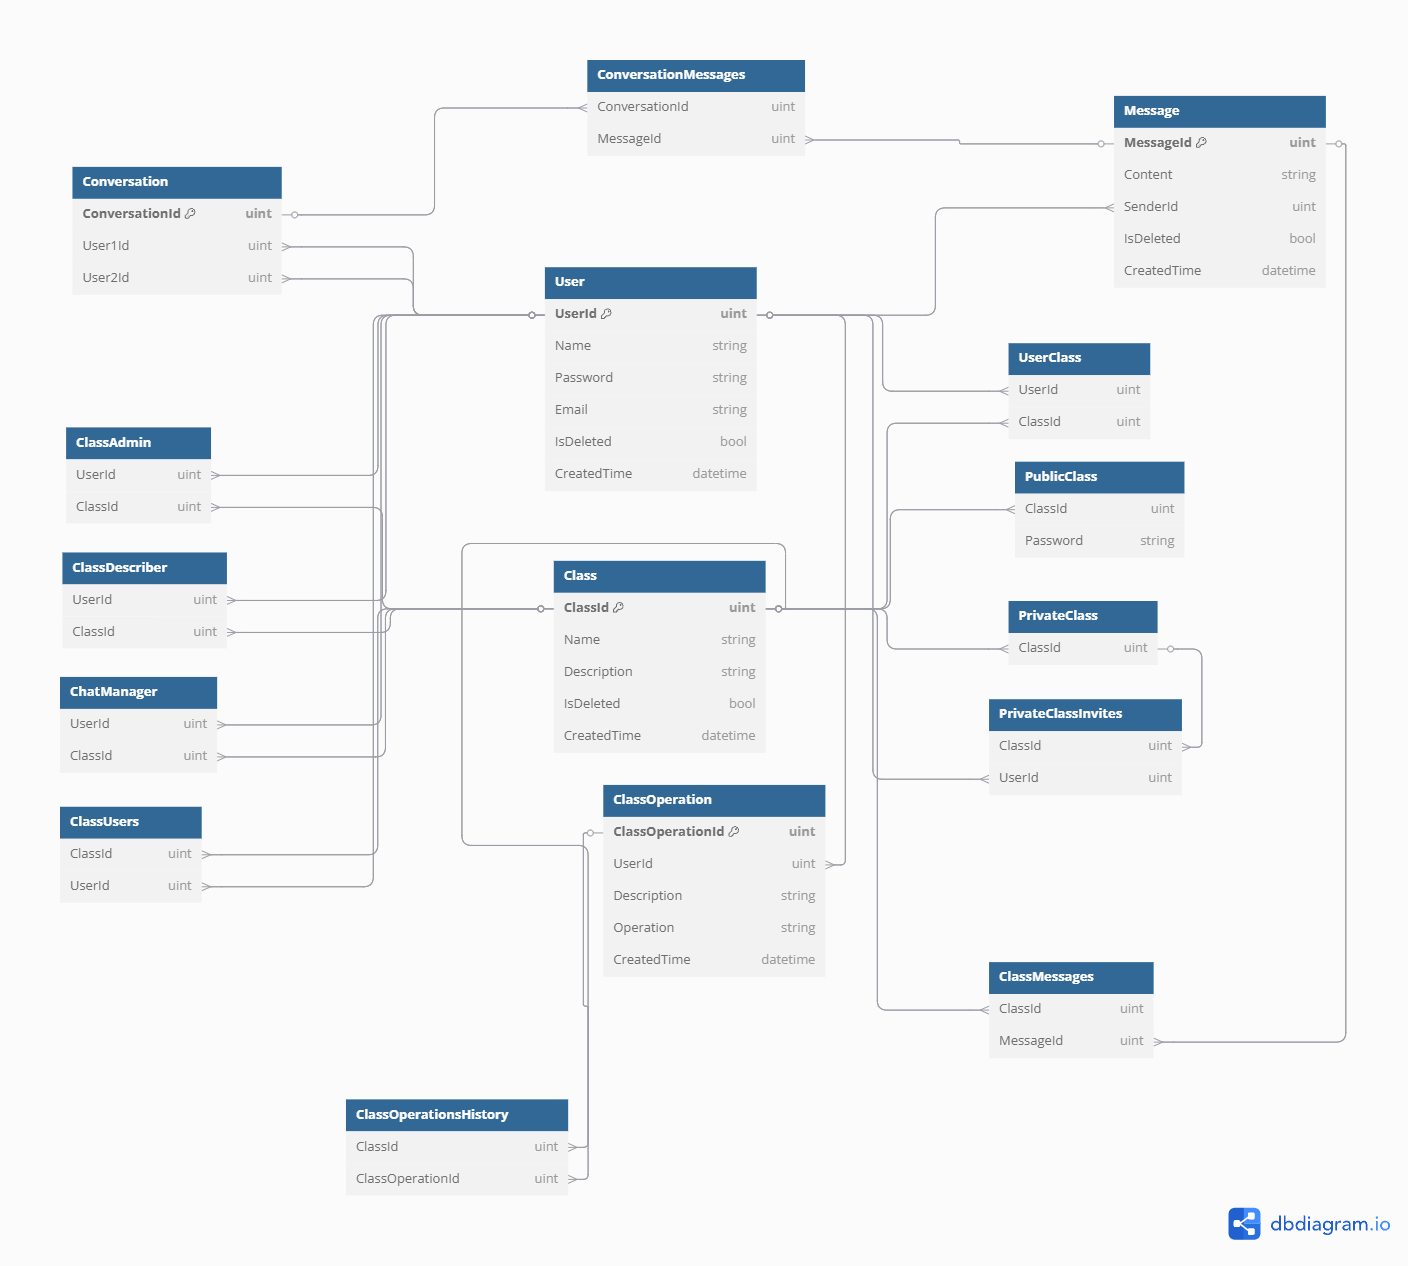 ConversationMessages
ConversationId uint
MessageId uint
Message
MessageId uint
Content string
SenderId uint
IsDeleted bool
CreatedTime datetime
Conversation
ConversationId uint
User1Id uint
User2Id uint
User
UserId uint
Name string
Password string
Email string
IsDeleted bool
CreatedTime datetime
UserClass
UserId uint
ClassId uint
ClassAdmin
UserId uint
ClassId uint
PublicClass
ClassId uint
Password string
ClassDescriber
UserId uint
ClassId uint
Class
ClassId uint
Name string
Description string
IsDeleted bool
CreatedTime datetime
PrivateClass
ClassId uint
ChatManager
UserId uint
ClassId uint
PrivateClassInvites
ClassId uint
UserId uint
ClassOperation
ClassOperationId uint
UserId uint
Description string
Operation string
CreatedTime datetime
ClassUsers
ClassId uint
UserId uint
ClassMessages
ClassId uint
MessageId uint
ClassOperationsHistory
ClassId uint
ClassOperationId uint
dbdiagram.io